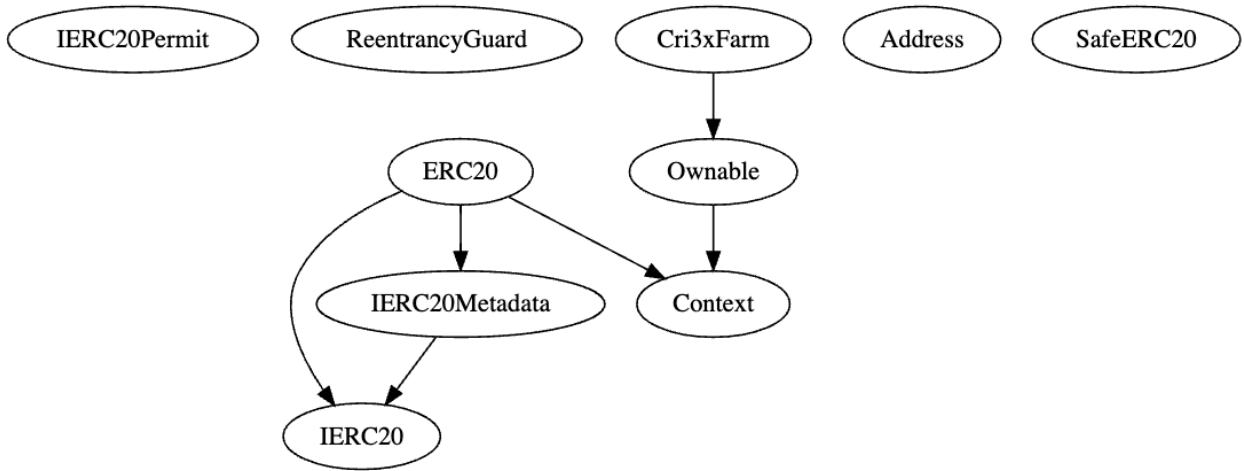 IERC20Permit
ReentrancyGuard
Cri3xFarm
Address
SafeERC20
ERC20
Ownable
IERC20Metadata
Context
IERC20